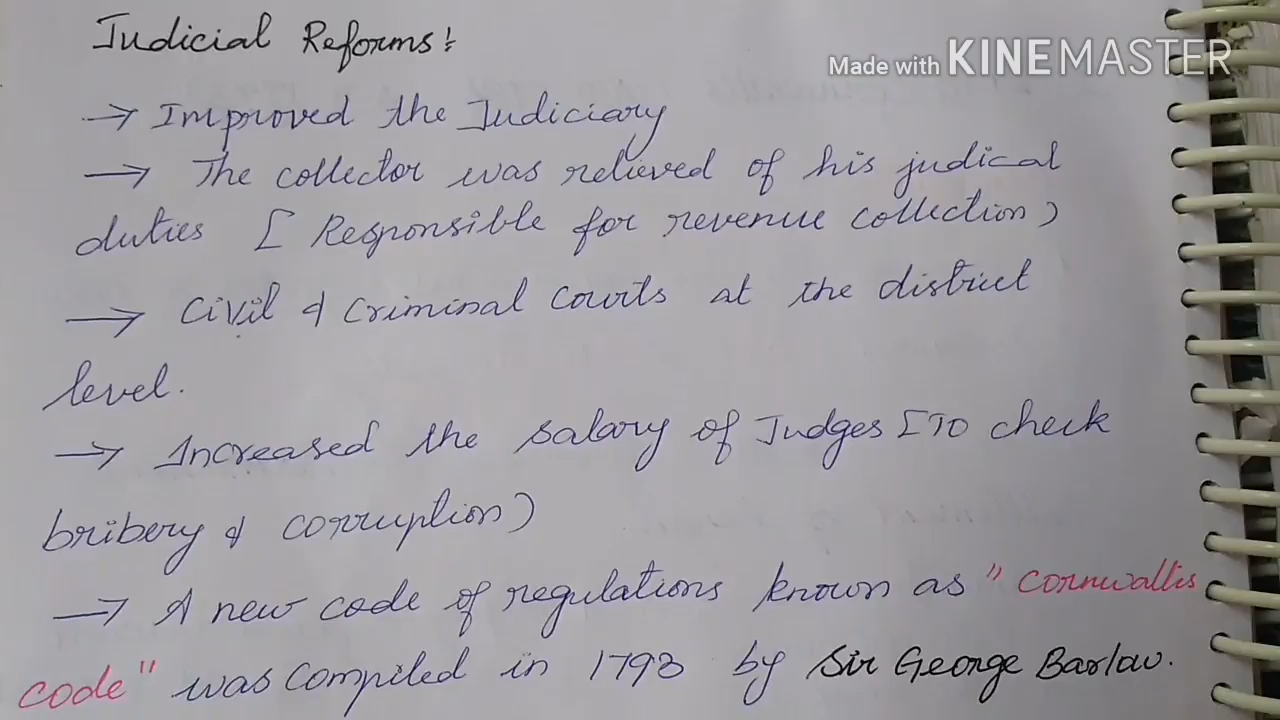 Judicial Reforms:
Made with KINEMASTER
→ Improved the Judiciary
→ The collector was relieved of his judical
duties [ Responsible for revenue collection)
→ Civil & Criminal Courts at the district
level.
→ Increased the salary of Judges [To check
bribery & corruption)
→ A new code of regulations known as "Cornwallis
code" was compiled in 1793 by Sir George Barlow.